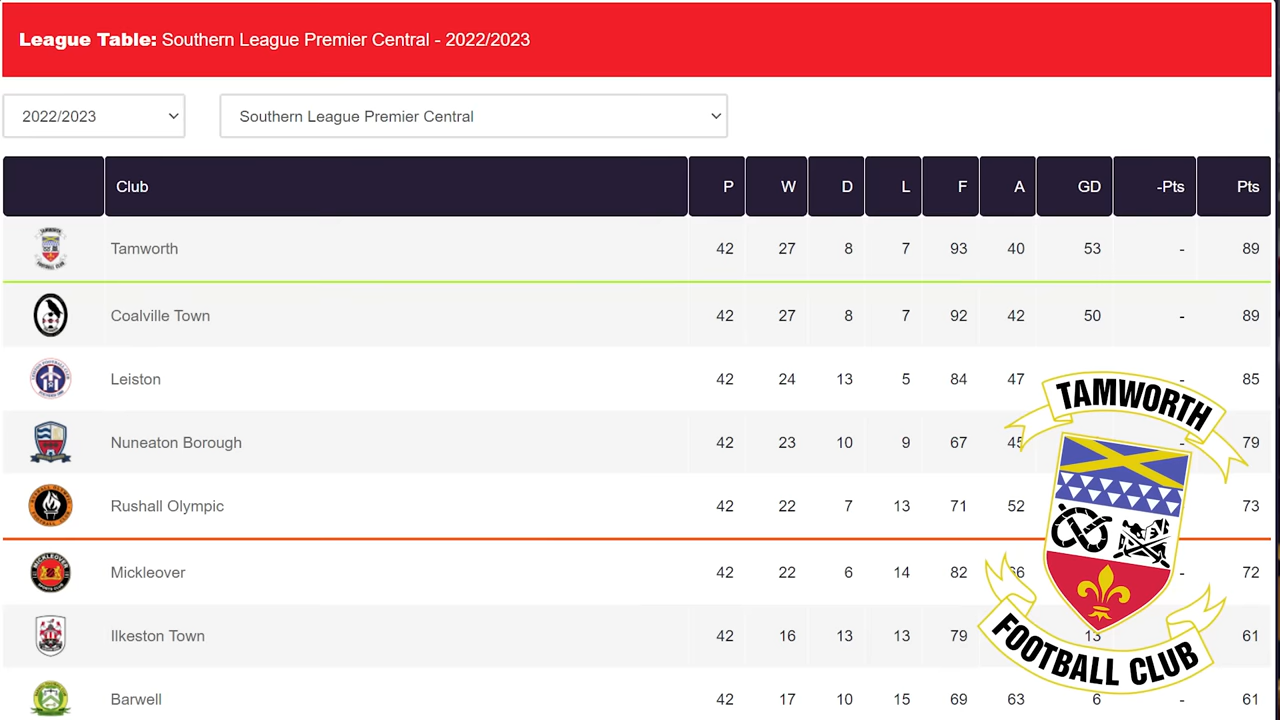 League Table: Southern League Premier Central - 2022/2023
2022/2023 Southern League Premier Central
Club P W D L F A GD -Pts Pts
Tamworth 42 27 8 7 93 40 53 - 89
Coalville Town 42 27 8 7 92 42 50 - 89
Leiston 42 24 13 5 84 47 - 85
Nuneaton Borough 42 23 10 9 67 45 - 79
Rushall Olympic 42 22 7 13 71 52 73
Mickleover 42 22 6 14 82 66 - 72
Ilkeston Town 42 16 13 13 79 13 61
Barwell 42 17 10 15 69 63 6 - 61
TAMWORTH
FOOTBALL CLUB